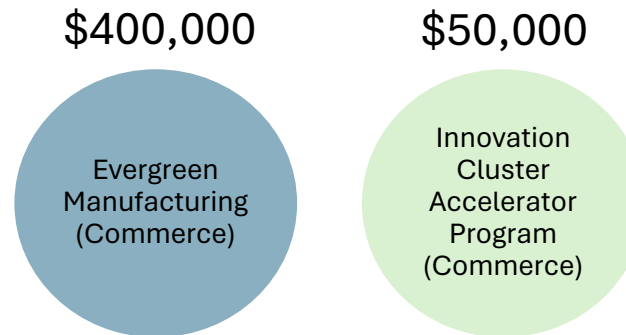 $400,000
$50,000
Evergreen
Manufacturing
(Commerce)
Innovation
Cluster
Accelerator
Program
(Commerce)